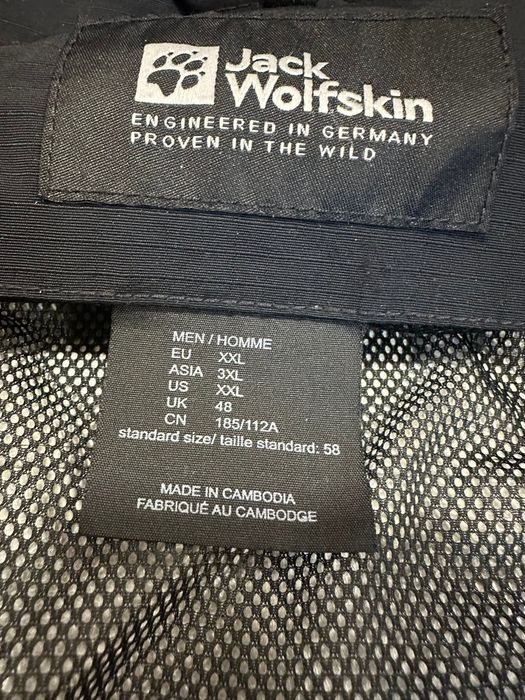 Jack
Wolfskin
ENGINEERED IN GERMANY
PROVEN IN THE WILD
MEN / HOMME
EU XXL
ASIA 3XL
US XXL
UK 48
CN 185/112A
standard size/ taille standard: 58
MADE IN CAMBODIA
FABRIQUÉ AU CAMBODGE